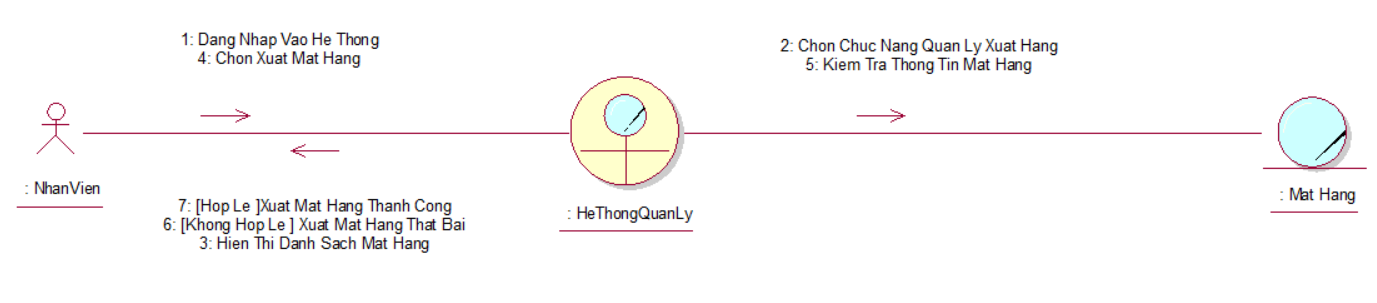 1: Dang Nhap Vao He Thong
4: Chon Xuat Mat Hang
2: Chon Chuc Nang Quan Ly Xuat Hang
5: Kiem Tra Thong Tin Mat Hang
: NhanVien
7: [Hop Le ]Xuat Mat Hang Thanh Cong
6: [Khong Hop Le ] Xuat Mat Hang That Bai
3: Hien Thi Danh Sach Mat Hang
: HeThongQuanLy
: Mat Hang